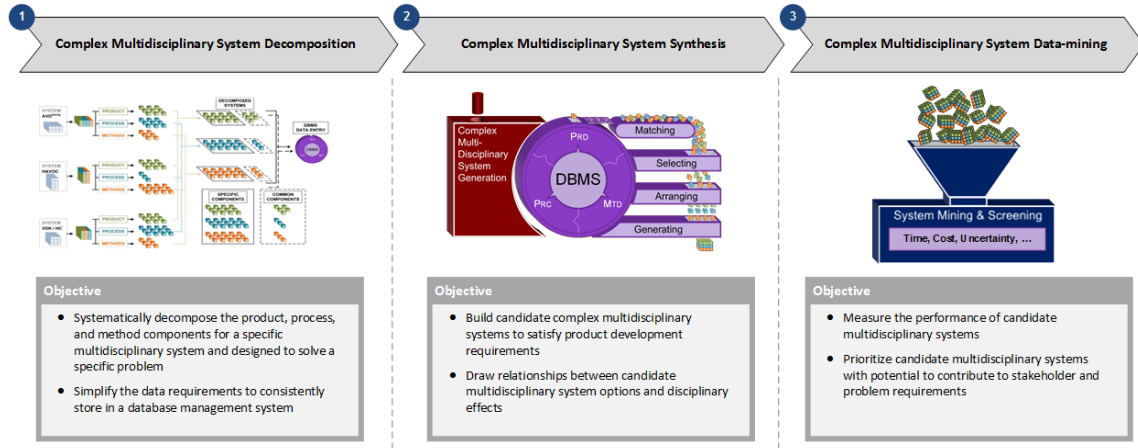 1
Complex Multidisciplinary System Decomposition
2
Complex Multidisciplinary System Synthesis
3
Complex Multidisciplinary System Data-mining
SYSTEM
PRODUCT
PROCESS
METHODS
SYSTEM
HAVOC
PRODUCT
PROCESS
METHODS
SYSTEM
VDK / HC
PRODUCT
PROCESS
METHODS
DECOMPOSED
SYSTEMS
DBMS
DATA ENTRY
DBMS
SPECIFIC
COMPONENTS
COMMON
COMPONENTS
Complex
Multi-
Disciplinary
System
Generation
PRD
DBMS
PRC
MTD
Matching
Selecting
Arranging
Generating
System Mining & Screening
Time, Cost, Uncertainty, ...
Objective
• Systematically decompose the product, process,
and method components for a specific
multidisciplinary system and designed to solve a
specific problem
• Simplify the data requirements to consistently
store in a database management system
Objective
• Build candidate complex multidisciplinary
systems to satisfy product development
requirements
• Draw relationships between candidate
multidisciplinary system options and disciplinary
effects
Objective
• Measure the performance of candidate
multidisciplinary systems
• Prioritize candidate multidisciplinary systems
with potential to contribute to stakeholder and
problem requirements